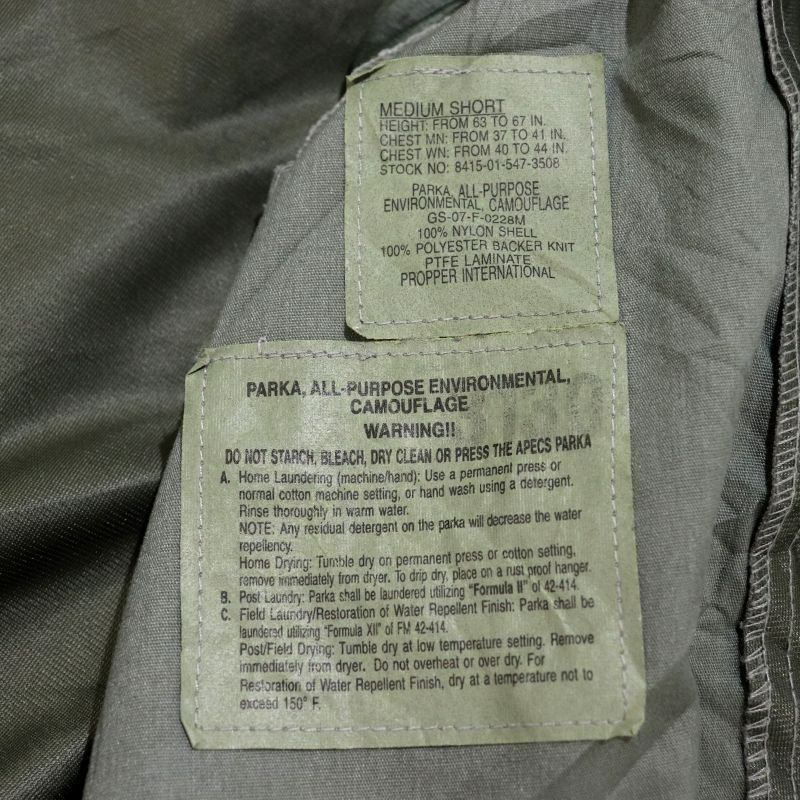 MEDIUM SHORT
HEIGHT: FROM 63 TO 67 IN.
CHEST MN: FROM 37 TO 41 IN.
CHEST WN: FROM 40 TO 44 IN.
STOCK NO: 8415-01-547-3508
PARKA, ALL-PURPOSE
ENVIRONMENTAL, CAMOUFLAGE
GS-07-F-0228M
100% NYLON SHELL
100% POLYESTER BACKER KNIT
PTFE LAMINATE
PROPPER INTERNATIONAL
PARKA, ALL-PURPOSE ENVIRONMENTAL,
CAMOUFLAGE
WARNING!!
DO NOT STARCH, BLEACH, DRY CLEAN OR PRESS THE APECS PARKA
A. Home Laundering (machine/hand): Use a permanent press or
normal cotton machine setting, or hand wash using a detergent.
Rinse thoroughly in warm water.
NOTE: Any residual detergent on the parka will decrease the water
repellency.
Home Drying: Tumble dry on permanent press or cotton setting,
remove immediately from dryer. To drip dry, place on a rust proof hanger.
B. Post Laundry: Parka shall be laundered utilizing "Formula II" of 42-414.
C. Field Laundry/Restoration of Water Repellent Finish: Parka shall be
laundered utilizing "Formula XII" of FM 42-414.
Post/Field Drying: Tumble dry at low temperature setting. Remove
immediately from dryer. Do not overheat or over dry. For
Restoration of Water Repellent Finish, dry at a temperature not to
exceed 150° F.